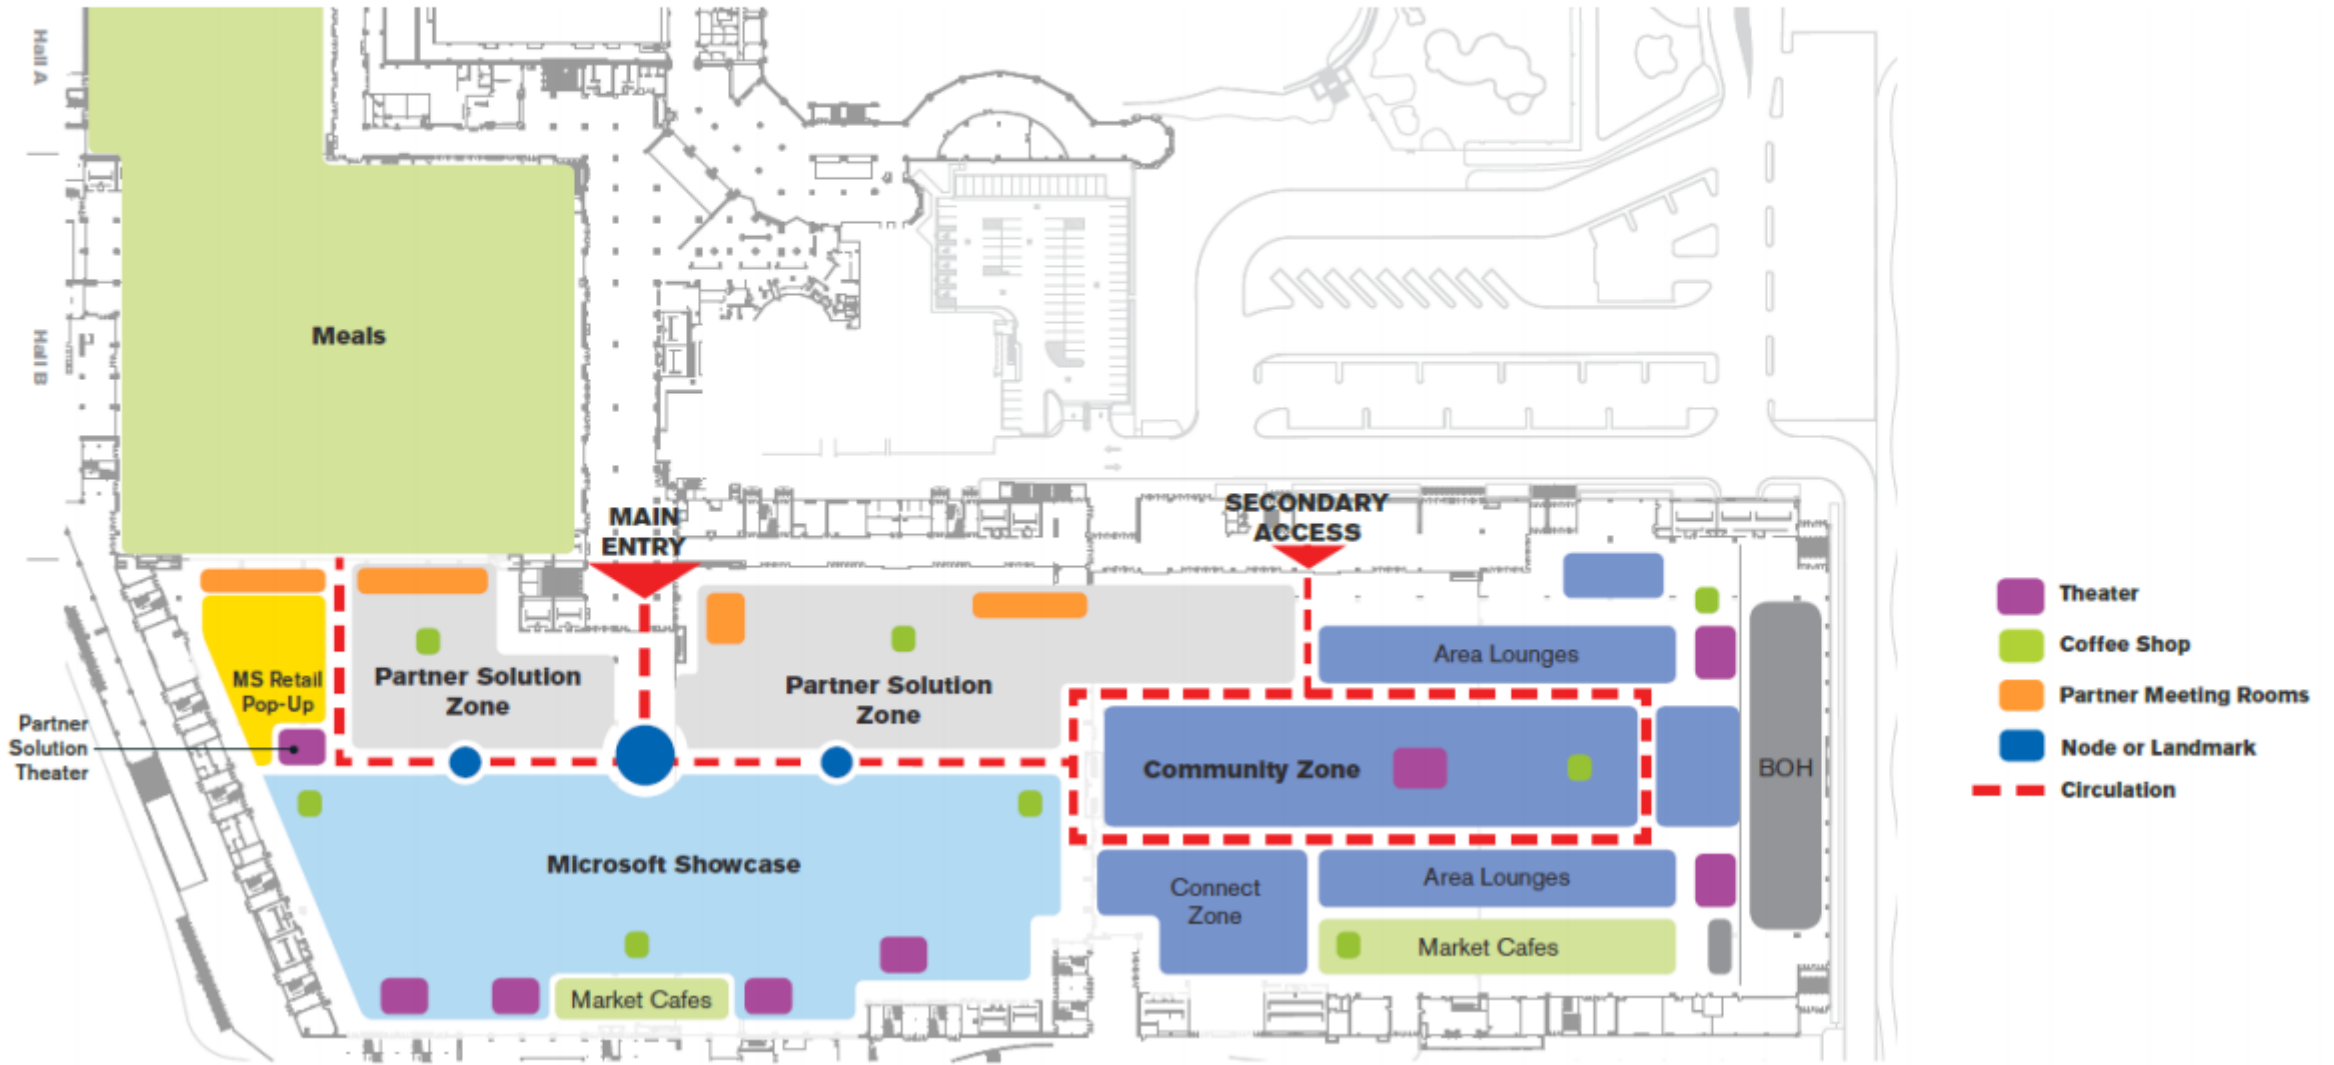 Hall A
Hall B
Meals
MAIN
ENTRY
SECONDARY
ACCESS
MS Retail
Pop-Up
Partner
Solution
Theater
Partner Solution
Zone
Partner Solution
Zone
Area Lounges
Community Zone
BOH
Microsoft Showcase
Connect
Zone
Area Lounges
Market Cafes
Market Cafes
Theater
Coffee Shop
Partner Meeting Rooms
Node or Landmark
Circulation